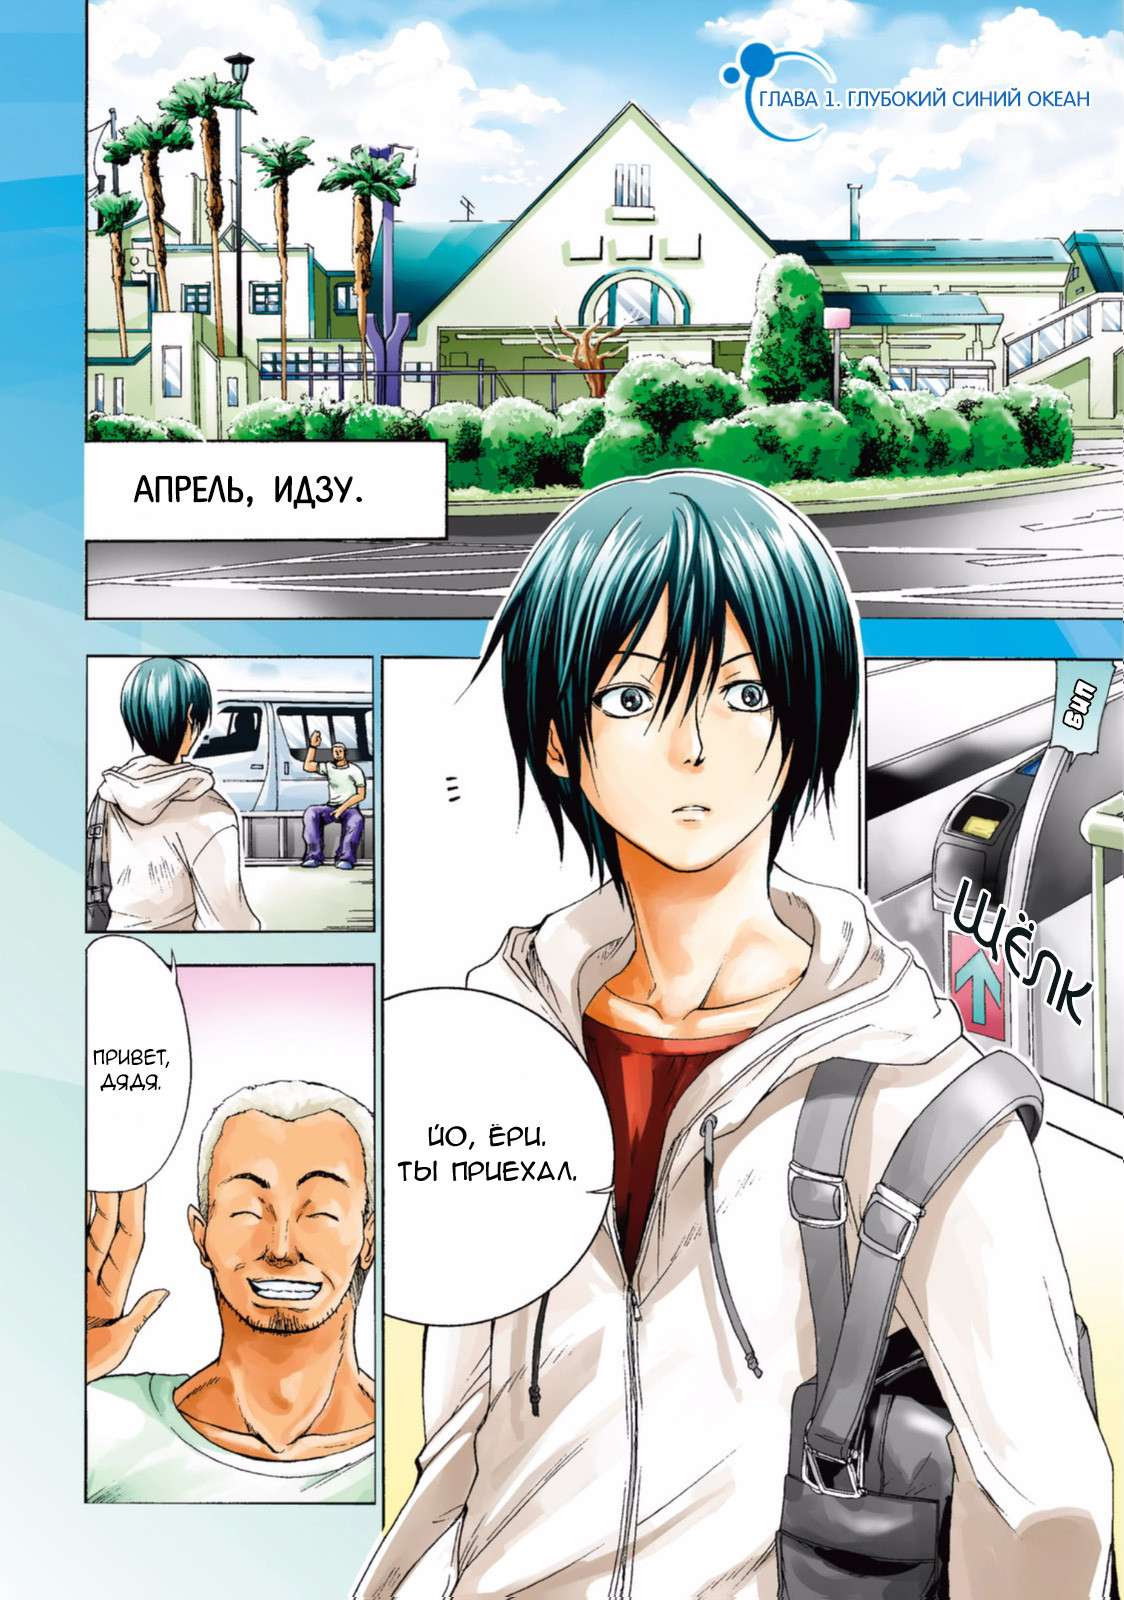 ГЛАВА 1. ГЛУБОКИЙ СИНИЙ ОКЕАН
АПРЕЛЬ, ИДЗУ.
БИП
ЩЁЛК
ЙО, ЁРИ.
ТЫ ПРИЕХАЛ.
ПРИВЕТ,
ДЯДЯ.